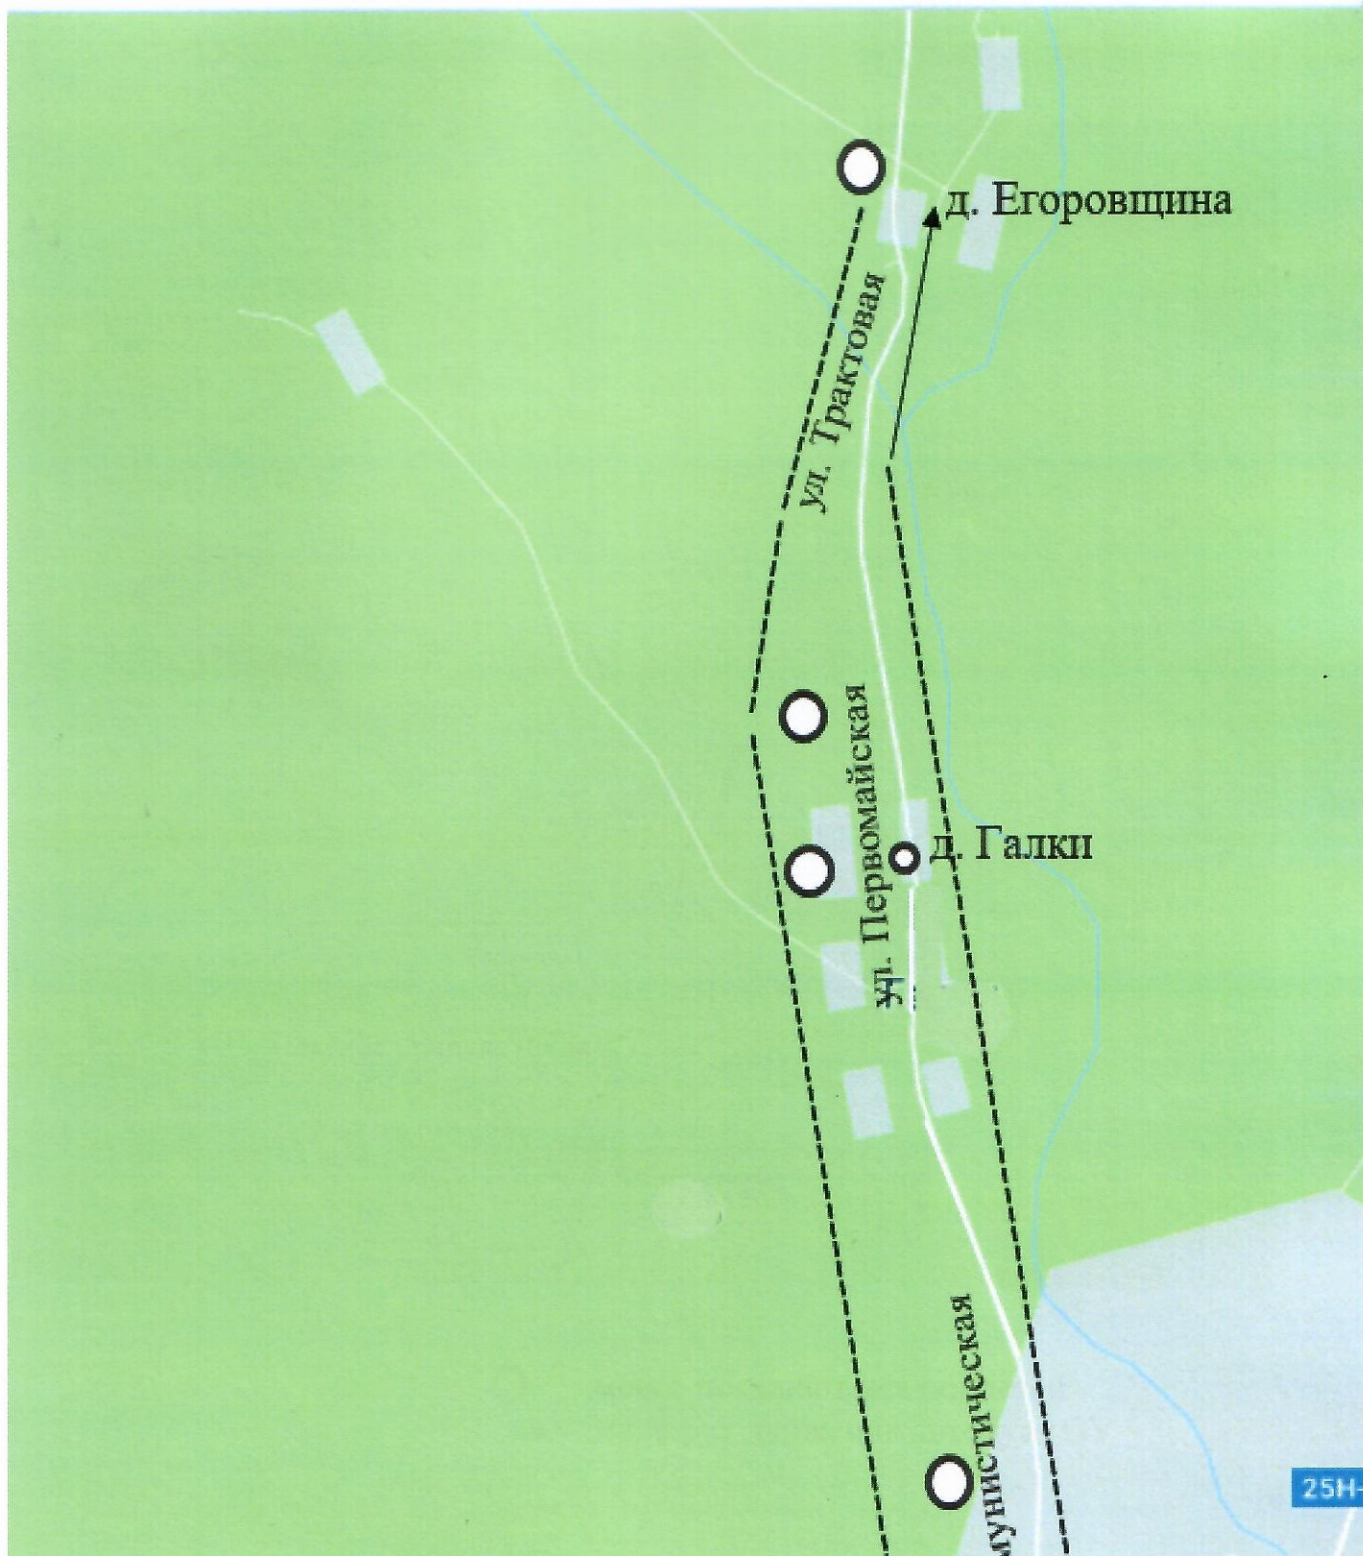 д. Егоровщина
ул. Трактовая
ул. Первомайская
д. Галки
мунистическая
25Н-